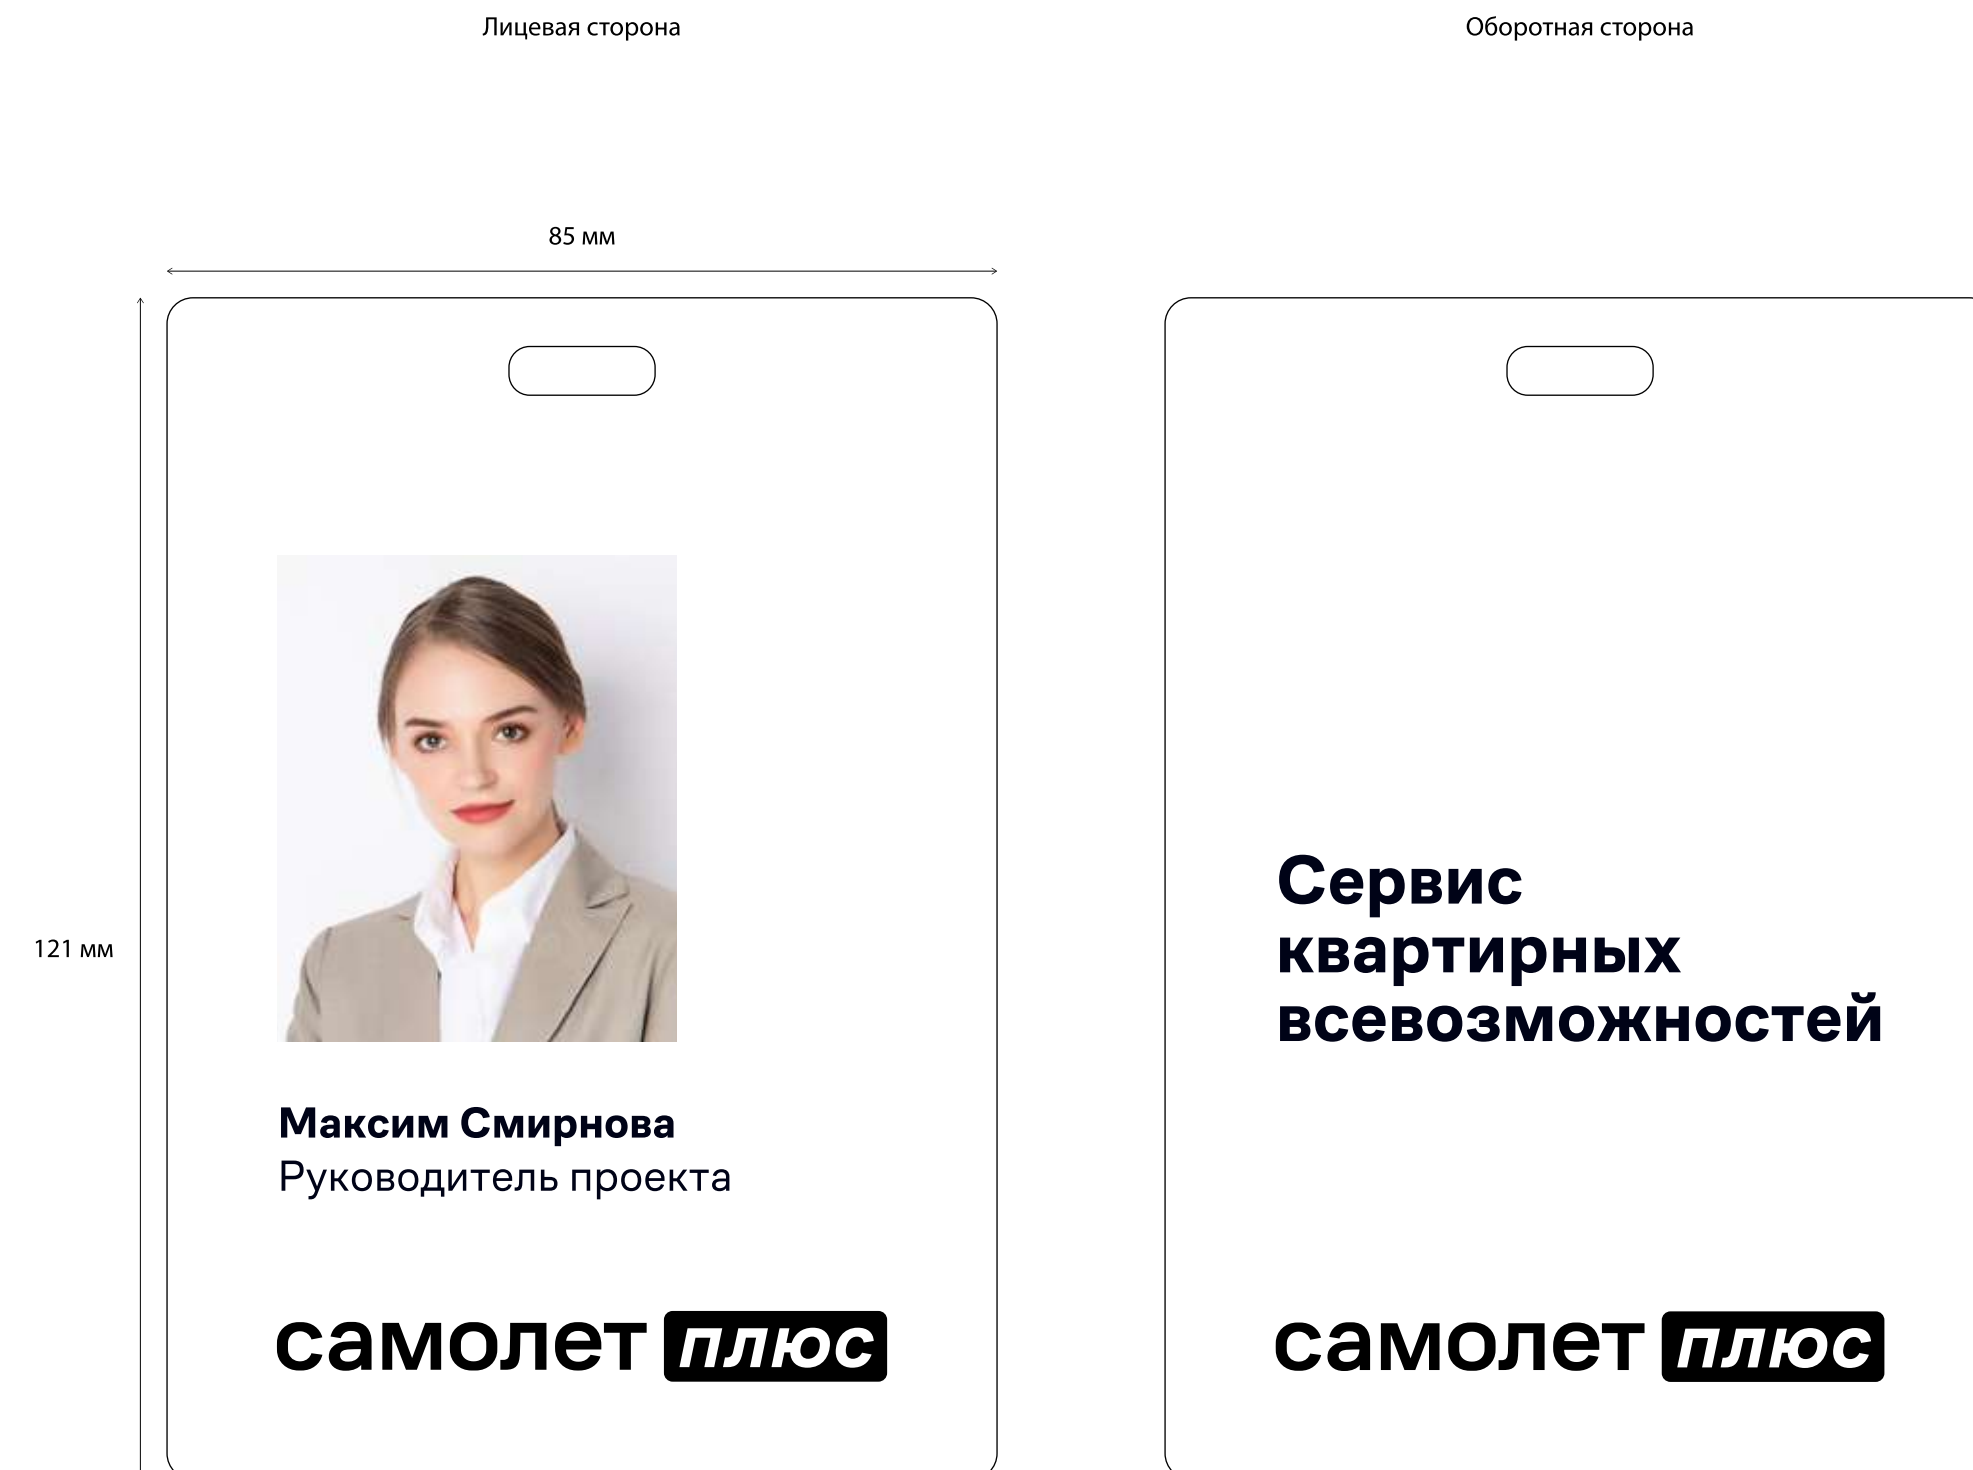 Лицевая сторона
Оборотная сторона
85 мм
121 мм
Максим Смирнова
Руководитель проекта
самолет плюс
Сервис
квартирных
всевозможностей
самолет плюс